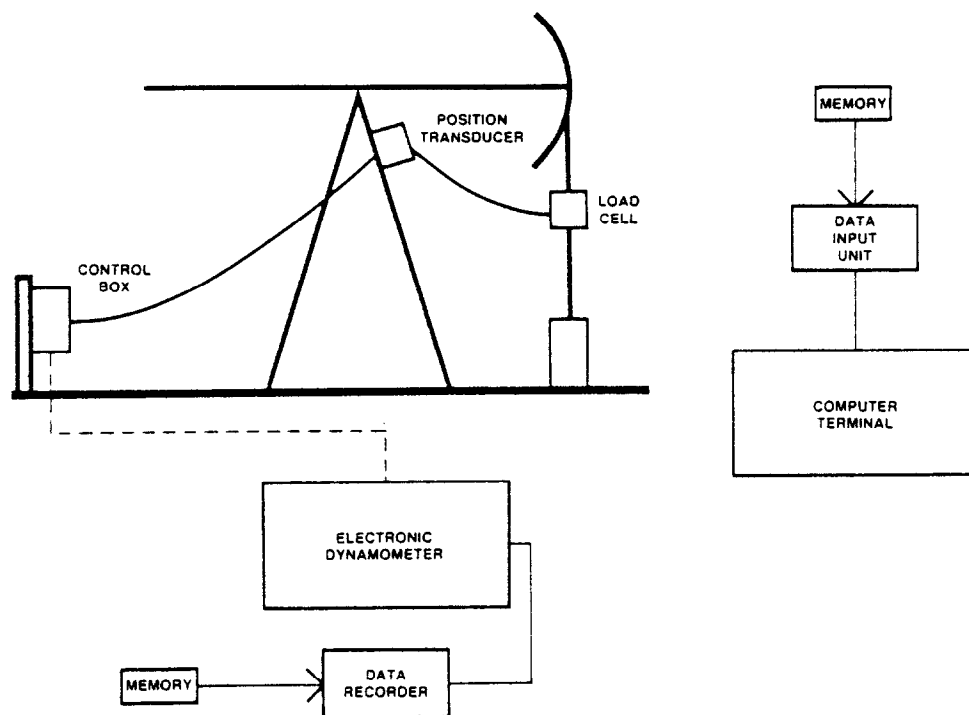 POSITION
TRANSDUCER
MEMORY
LOAD
CELL
DATA
INPUT
UNIT
CONTROL
BOX
COMPUTER
TERMINAL
ELECTRONIC
DYNAMOMETER
MEMORY
DATA
RECORDER